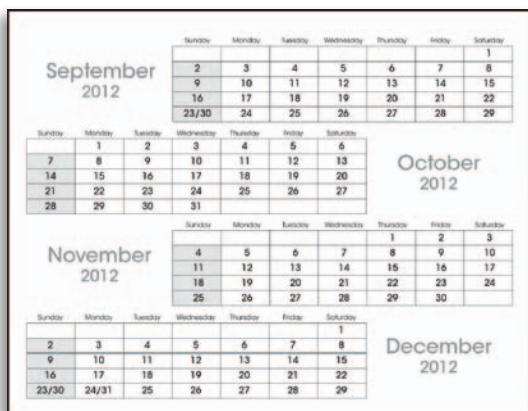 Sunday Monday Tuesday Wednesday Thursday Friday Saturday
1
September
2012
2 3 4 5 6 7 8
9 10 11 12 13 14 15
16 17 18 19 20 21 22
23/30 24 25 26 27 28 29
Sunday Monday Tuesday Wednesday Thursday Friday Saturday
1 2 3 4 5 6
7 8 9 10 11 12 13
14 15 16 17 18 19 20
21 22 23 24 25 26 27
28 29 30 31
October
2012
Sunday Monday Tuesday Wednesday Thursday Friday Saturday
1 2 3
November
2012
4 5 6 7 8 9 10
11 12 13 14 15 16 17
18 19 20 21 22 23 24
25 26 27 28 29 30
Sunday Monday Tuesday Wednesday Thursday Friday Saturday
1
2 3 4 5 6 7 8
9 10 11 12 13 14 15
16 17 18 19 20 21 22
23/30 24/31 25 26 27 28 29
December
2012